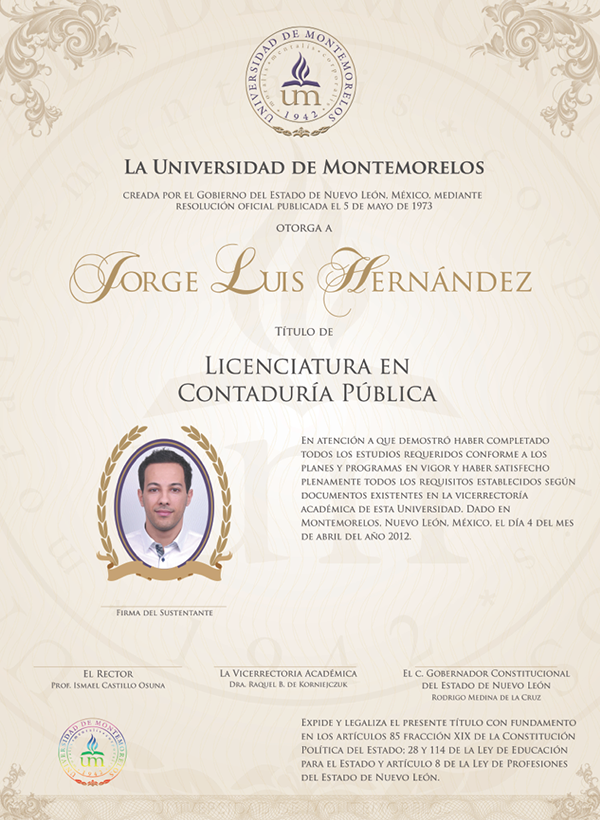 UNIVERSIDAD DE MONTEMORELOS
mentalis corporalis moralis
um
1942
La Universidad de Montemorelos
creada por el Gobierno del Estado de Nuevo León, México, mediante
resolución oficial publicada el 5 de mayo de 1973
otorga a
Jorge Luis Hernández
Título de
Licenciatura en
Contaduría Pública
En atención a que demostró haber completado
todos los estudios requeridos conforme a los
planes y programas en vigor y haber satisfecho
plenamente todos los requisitos establecidos según
documentos existentes en la vicerrectoría
académica de esta Universidad. Dado en
Montemorelos, Nuevo León, México, el día 4 del mes
de abril del año 2012.
Firma del Sustentante
El Rector
Prof. Ismael Castillo Osuna
La Vicerrectoria Académica
Dra. Raquel B. de Korniejczuk
El C. Gobernador Constitucional
del Estado de Nuevo León
Rodrigo Medina de la Cruz
UNIVERSIDAD DE MONTEMORELOS
um
1942
Expide y legaliza el presente título con fundamento
en los artículos 85 fracción XIX de la Constitución
Política del Estado; 28 y 114 de la Ley de Educación
para el Estado y artículo 8 de la Ley de Profesiones
del Estado de Nuevo León.